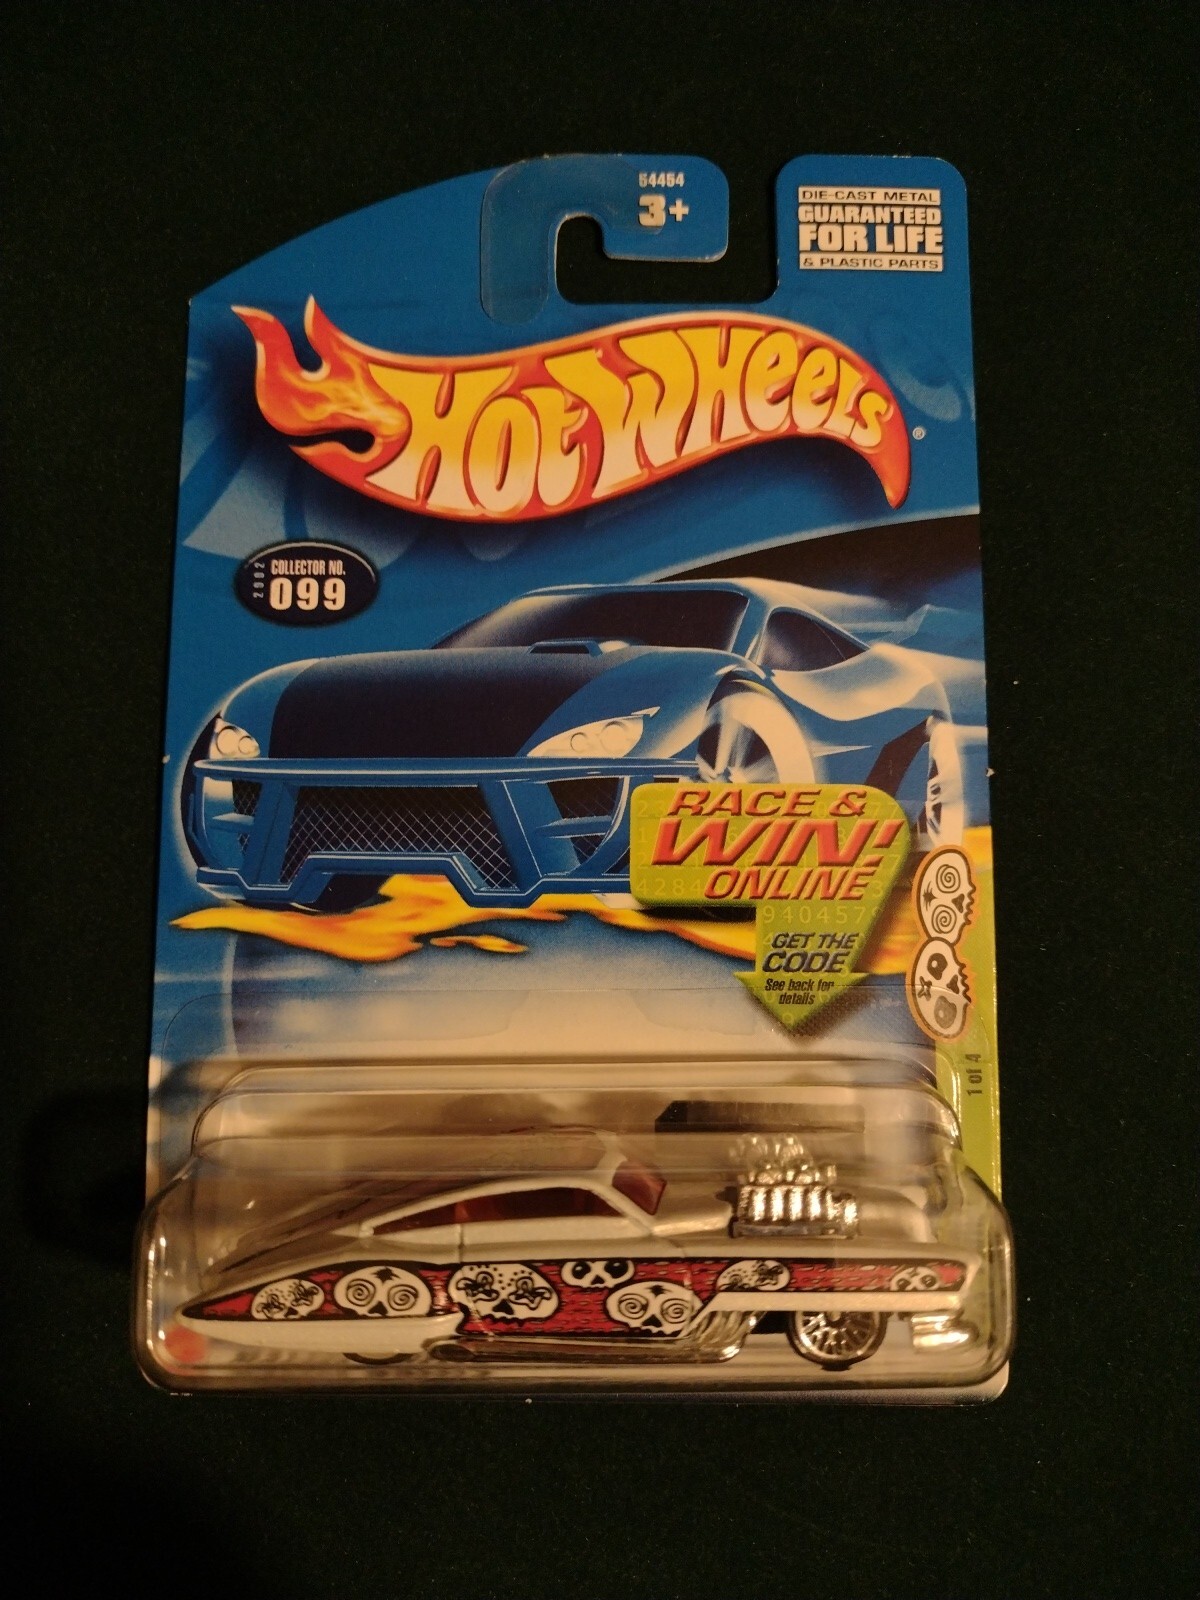 54454
3+
DIE-CAST METAL
GUARANTEED
FOR LIFE
& PLASTIC PARTS
HOT WHEELS®
2002
COLLECTOR NO.
099
RACE &
WIN!
ONLINE
GET THE
CODE
See back for
details
1 of 4